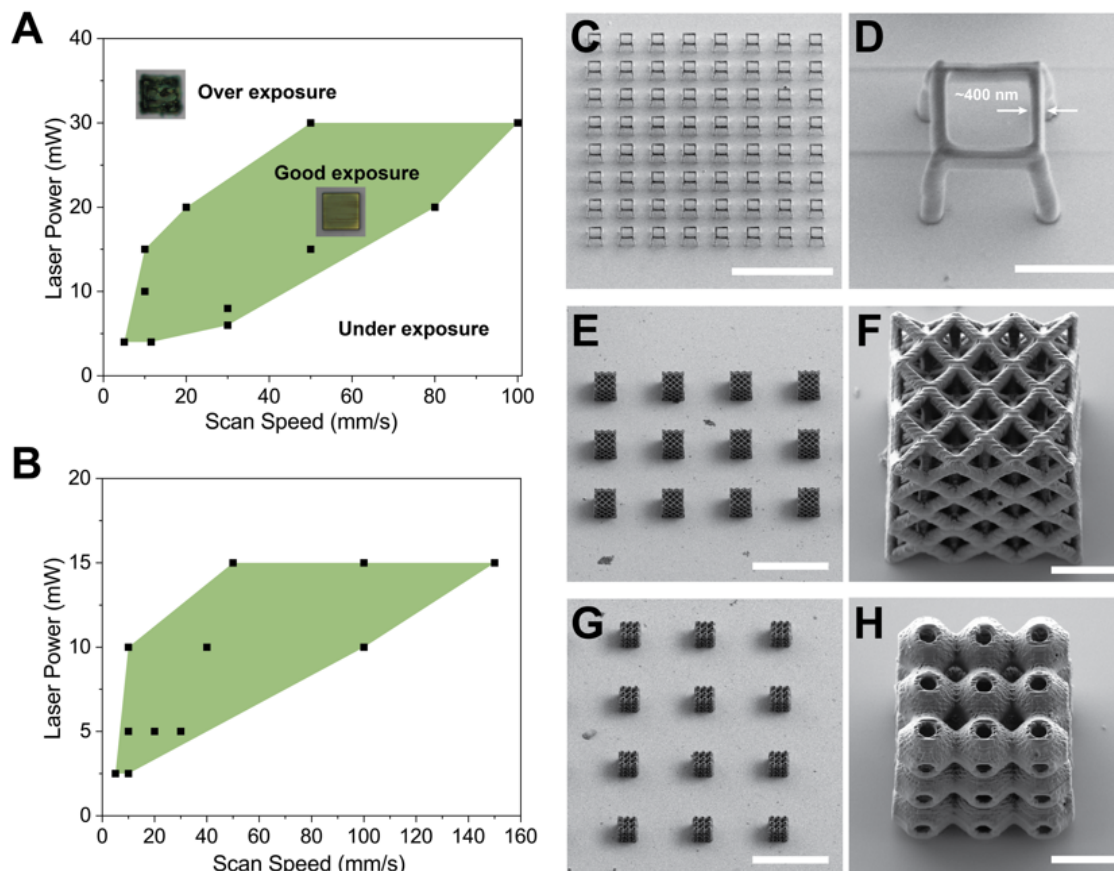 A
40
30
20
10
0
Laser Power (mW)
Over exposure
Good exposure
Under exposure
20
40
60
80
100
Scan Speed (mm/s)
B
20
15
10
5
0
Laser Power (mW)
0
20
40
60
80
100
120
140
160
Scan Speed (mm/s)
C
D
~400 nm
E
F
G
H